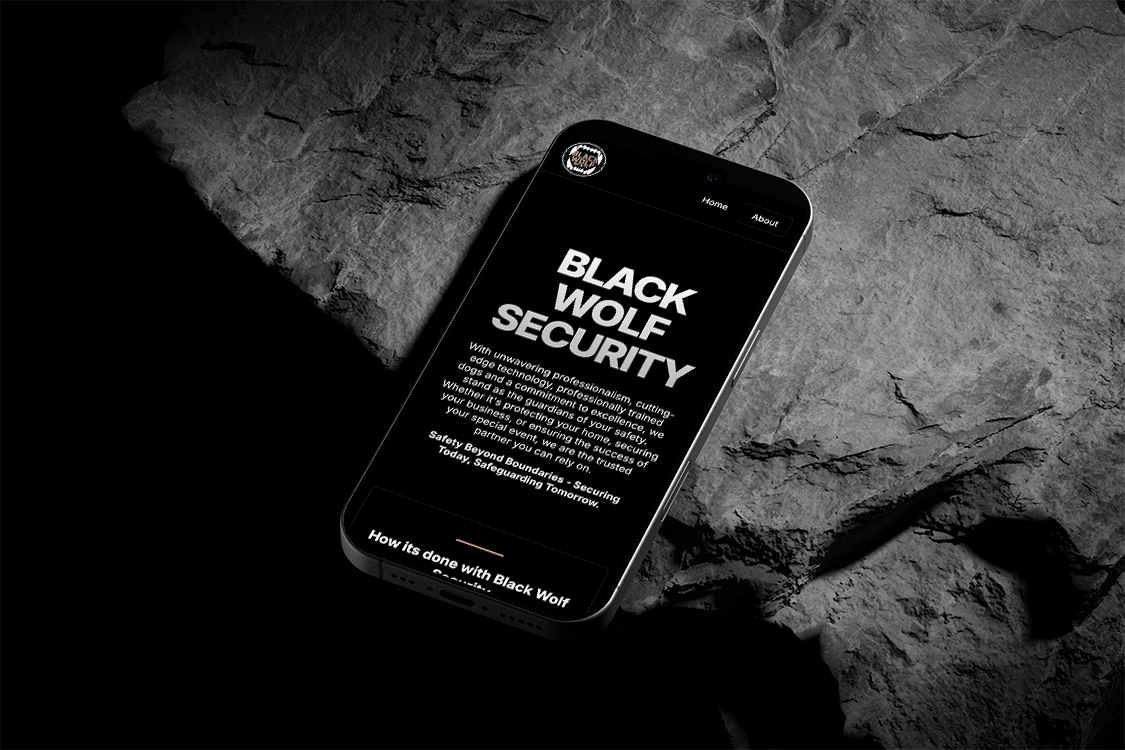 BLACK
WOLF
Home
About
BLACK
WOLF
SECURITY
With unwavering professionalism, cutting-
edge technology, professionally trained
dogs and a commitment to excellence, we
stand as the guardians of your safety.
Whether it's protecting your home, securing
your business, or ensuring the success of
your special event, we are the trusted
partner you can rely on.
Safety Beyond Boundaries - Securing
Today, Safeguarding Tomorrow.
How its done with Black Wolf
Security